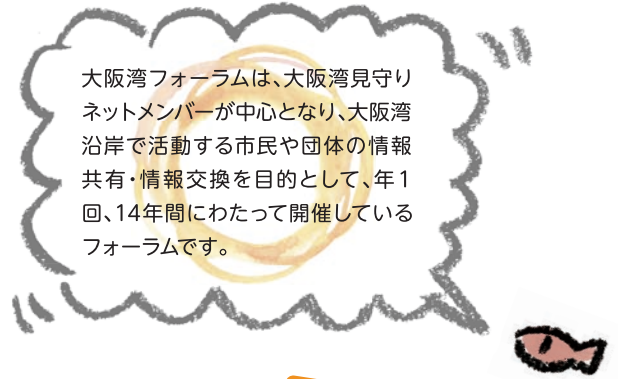 大阪湾フォーラムは、大阪湾見守り
ネットメンバーが中心となり、大阪湾
沿岸で活動する市民や団体の情報
共有・情報交換を目的として、年1
回、14年間にわたって開催している
フォーラムです。